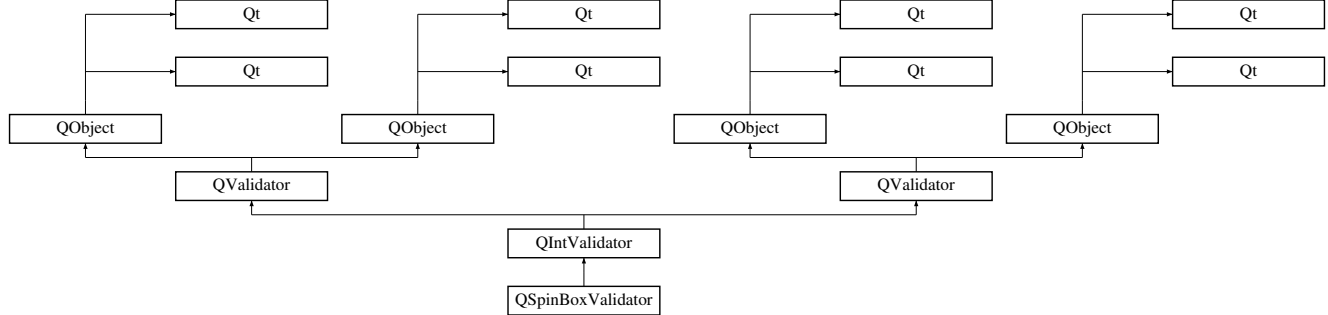 Qt Qt Qt Qt
Qt Qt Qt Qt
QObject QObject QObject QObject
QValidator QValidator
QIntValidator
QSpinBoxValidator